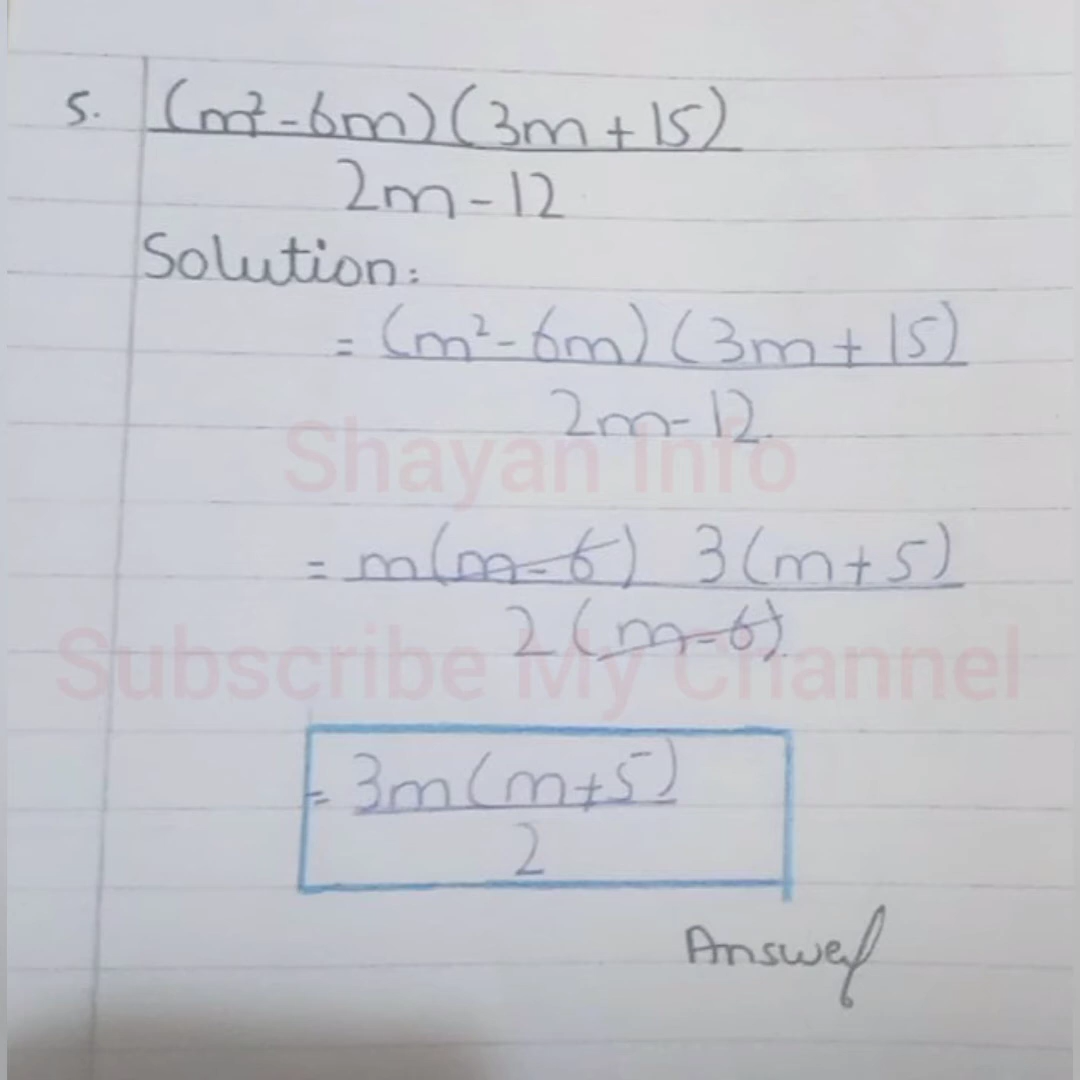 5. (m²-6m)(3m+15)
2m-12
Solution:
= (m²-6m)(3m+15)
2m-12
Shayan Info
= m(m-6) 3(m+5)
2(m-6)
Subscribe My Channel
= 3m(m+5)
2
Answer